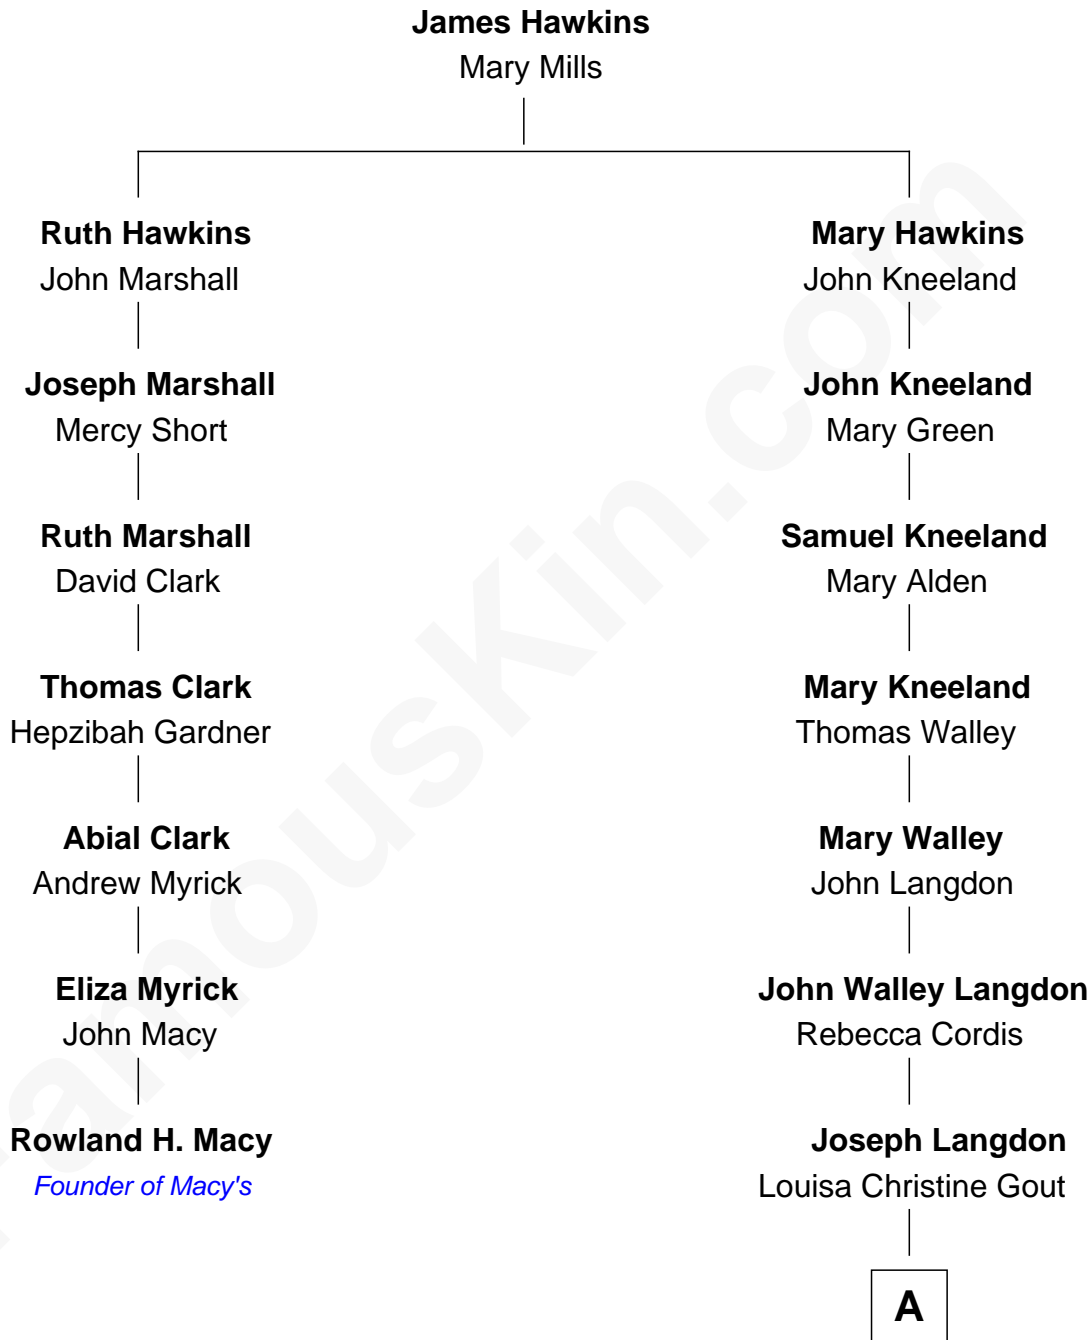 James Hawkins
Mary Mills
Ruth Hawkins
John Marshall
Mary Hawkins
John Kneeland
Joseph Marshall
Mercy Short
John Kneeland
Mary Green
Ruth Marshall
David Clark
Samuel Kneeland
Mary Alden
Thomas Clark
Hepzibah Gardner
Mary Kneeland
Thomas Walley
Abial Clark
Andrew Myrick
Mary Walley
John Langdon
Eliza Myrick
John Macy
John Walley Langdon
Rebecca Cordis
Rowland H. Macy
Founder of Macy's
Joseph Langdon
Louisa Christine Gout
A
FamousKin.com